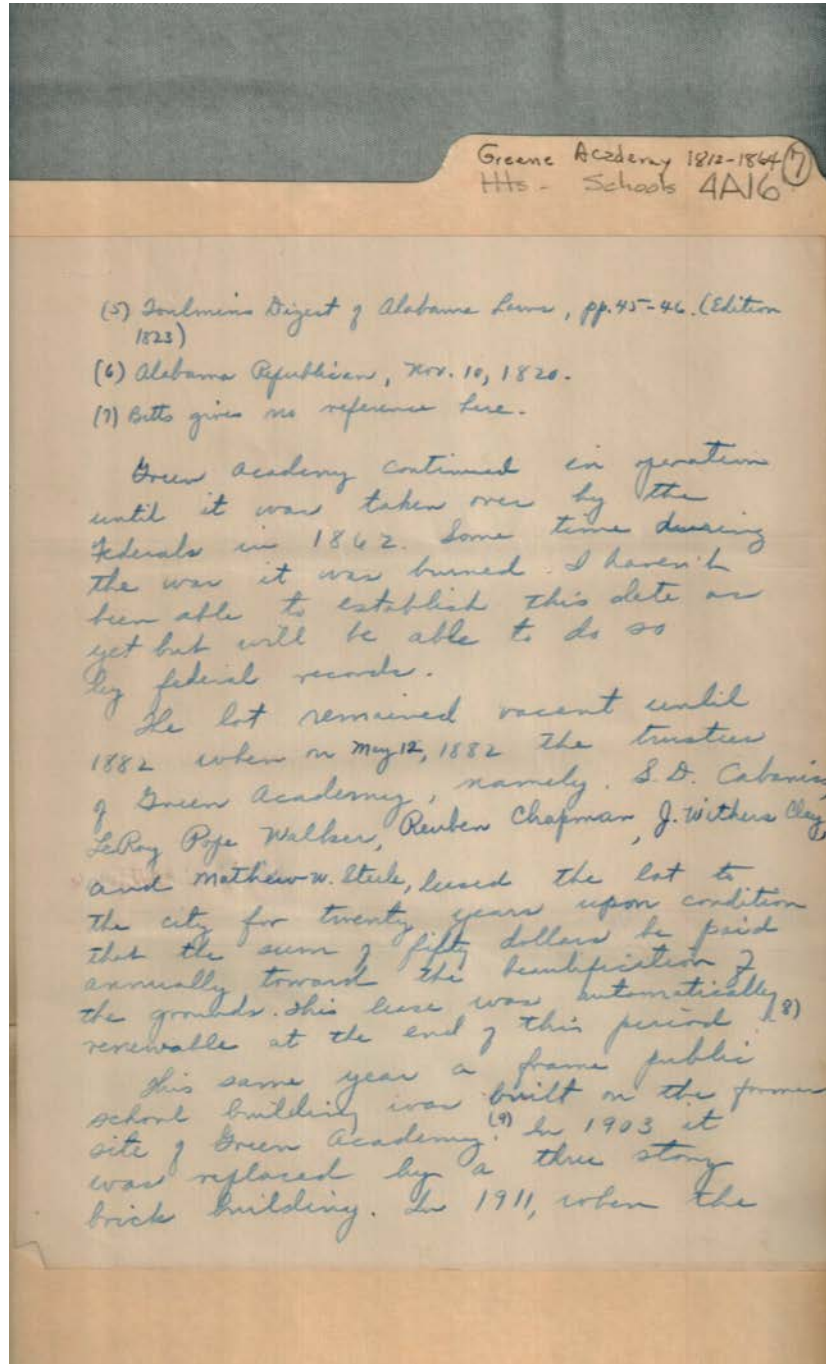 Greene Academy 1812-1864 7
Hts - Schools 4A16
(5) Toulmins Digest of Alabama Laws, pp. 45-46. (Edition
1823)
(6) Alabama Republican, Nov. 10, 1820.
(7) Betts gives no reference here.
Green Academy continued in operation
until it was taken over by the
Federals in 1862. Some time during
the war it was burned. I haven't
been able to establish this date as
yet but will be able to do so
by federal records.
The lot remained vacant until
1882 when on May 12, 1882 the trustees
of Green Academy, namely. S.D. Cabaniss,
LeRoy Pope Walker, Reuben Chapman, J. Withers Clay,
and Mathew W. Steele, leased the lot to
the city for twenty years upon condition
that the sum of fifty dollars be paid
annually toward the beautification of
the grounds. This lease was automatically
renewable at the end of this period. (8)
This same year a frame public
school building was built on the former
site of Green Academy. (9) In 1903 it
was replaced by a three story
brick building. In 1911, when the